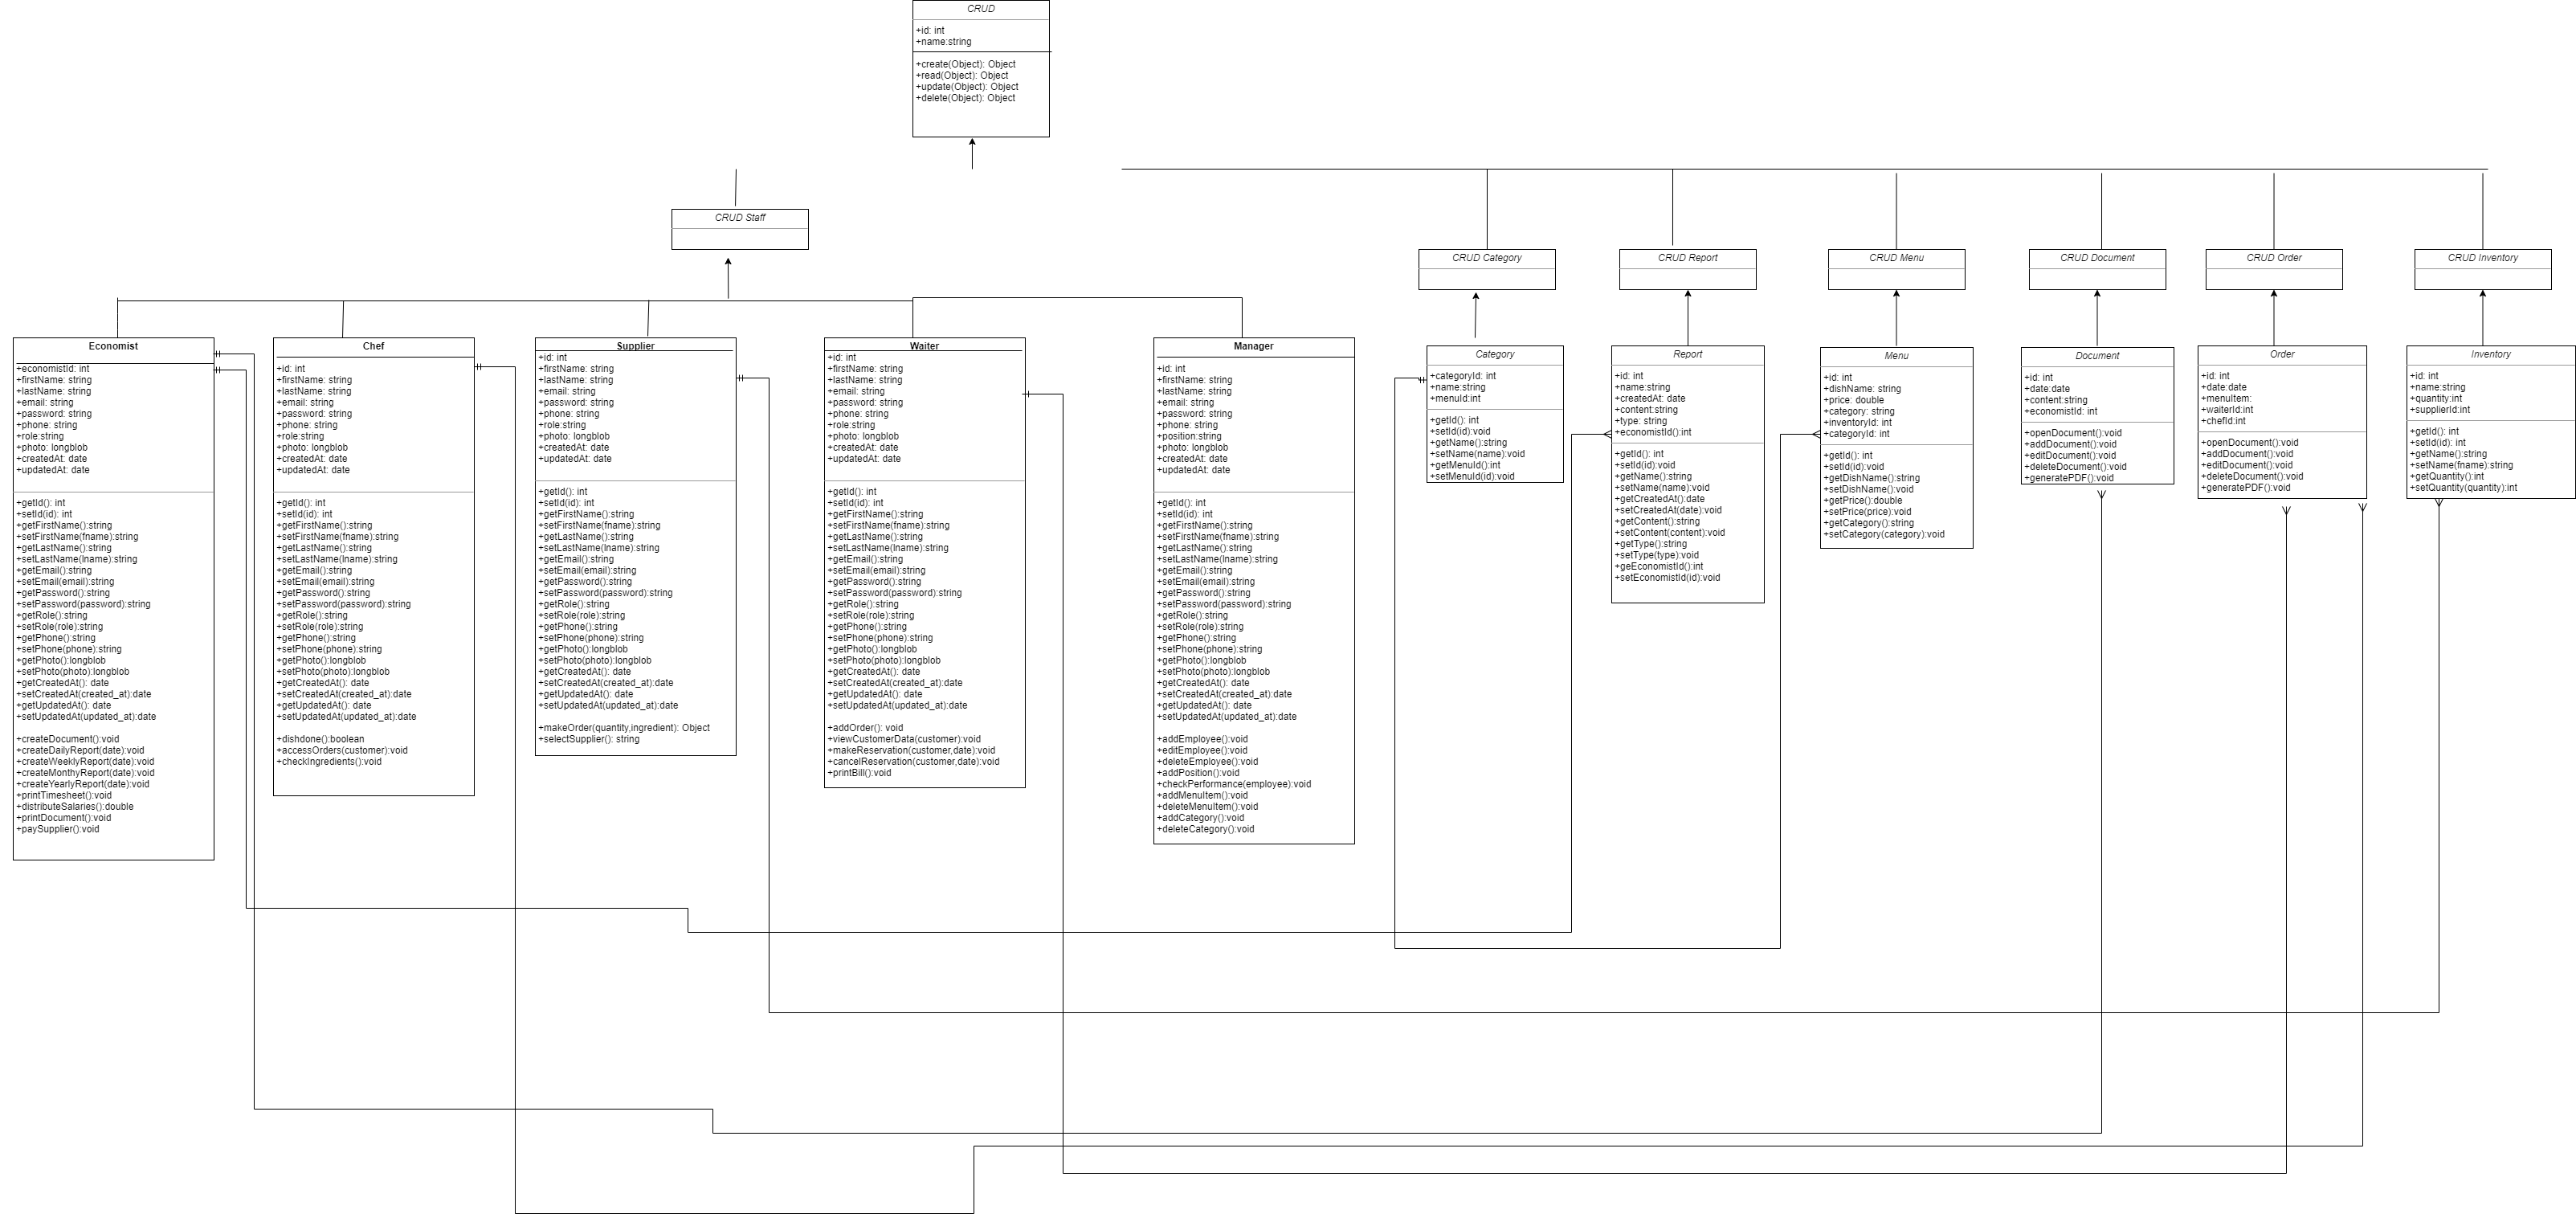 CRUD
+id: int
+name:string
+create(Object): Object
+read(Object): Object
+update(Object): Object
+delete(Object): Object
CRUD Staff
CRUD Category
CRUD Report
CRUD Menu
CRUD Document
CRUD Order
CRUD Inventory
Economist
+economistId: int
+firstName: string
+lastName: string
+email: string
+password: string
+phone: string
+role:string
+photo: longblob
+createdAt: date
+updatedAt: date
+getId(): int
+setId(id): int
+getFirstName():string
+setFirstName(fname):string
+getLastName():string
+setLastName(lname):string
+getEmail():string
+setEmail(email):string
+getPassword():string
+setPassword(password):string
+getRole():string
+setRole(role):string
+getPhone():string
+setPhone(phone):string
+getPhoto():longblob
+setPhoto(photo):longblob
+getCreatedAt(): date
+setCreatedAt(created_at):date
+getUpdatedAt(): date
+setUpdatedAt(updated_at):date
+createDocument():void
+createDailyReport(date):void
+createWeeklyReport(date):void
+createMonthyReport(date):void
+createYearlyReport(date):void
+printTimesheet():void
+distributeSalaries():double
+printDocument():void
+paySupplier():void
Chef
+id: int
+firstName: string
+lastName: string
+email: string
+password: string
+phone: string
+role:string
+photo: longblob
+createdAt: date
+updatedAt: date
+getId(): int
+setId(id): int
+getFirstName():string
+setFirstName(fname):string
+getLastName():string
+setLastName(lname):string
+getEmail():string
+setEmail(email):string
+getPassword():string
+setPassword(password):string
+getRole():string
+setRole(role):string
+getPhone():string
+setPhone(phone):string
+getPhoto():longblob
+setPhoto(photo):longblob
+getCreatedAt(): date
+setCreatedAt(created_at):date
+getUpdatedAt(): date
+setUpdatedAt(updated_at):date
+dishdone():boolean
+accessOrders(customer):void
+checkIngredients():void
Supplier
+id: int
+firstName: string
+lastName: string
+email: string
+password: string
+phone: string
+role:string
+photo: longblob
+createdAt: date
+updatedAt: date
+getId(): int
+setId(id): int
+getFirstName():string
+setFirstName(fname):string
+getLastName():string
+setLastName(lname):string
+getEmail():string
+setEmail(email):string
+getPassword():string
+setPassword(password):string
+getRole():string
+setRole(role):string
+getPhone():string
+setPhone(phone):string
+getPhoto():longblob
+setPhoto(photo):longblob
+getCreatedAt(): date
+setCreatedAt(created_at):date
+getUpdatedAt(): date
+setUpdatedAt(updated_at):date
+makeOrder(quantity,ingredient): Object
+selectSupplier(): string
Waiter
+id: int
+firstName: string
+lastName: string
+email: string
+password: string
+phone: string
+role:string
+photo: longblob
+createdAt: date
+updatedAt: date
+getId(): int
+setId(id): int
+getFirstName():string
+setFirstName(fname):string
+getLastName():string
+setLastName(lname):string
+getEmail():string
+setEmail(email):string
+getPassword():string
+setPassword(password):string
+getRole():string
+setRole(role):string
+getPhone():string
+setPhone(phone):string
+getPhoto():longblob
+setPhoto(photo):longblob
+getCreatedAt(): date
+setCreatedAt(created_at):date
+getUpdatedAt(): date
+setUpdatedAt(updated_at):date
+addOrder(): void
+viewCustomerData(customer):void
+makeReservation(customer,date):void
+cancelReservation(customer,date):void
+printBill():void
Manager
+id: int
+firstName: string
+lastName: string
+email: string
+password: string
+phone: string
+position:string
+photo: longblob
+createdAt: date
+updatedAt: date
+getId(): int
+setId(id): int
+getFirstName():string
+setFirstName(fname):string
+getLastName():string
+setLastName(lname):string
+getEmail():string
+setEmail(email):string
+getPassword():string
+setPassword(password):string
+getRole():string
+setRole(role):string
+getPhone():string
+setPhone(phone):string
+getPhoto():longblob
+setPhoto(photo):longblob
+getCreatedAt(): date
+setCreatedAt(created_at):date
+getUpdatedAt(): date
+setUpdatedAt(updated_at):date
+addEmployee():void
+editEmployee():void
+deleteEmployee():void
+addPosition():void
+checkPerformance(employee):void
+addMenuItem():void
+deleteMenuItem():void
+addCategory():void
+deleteCategory():void
Category
+categoryId: int
+name:string
+menuId:int
+getId(): int
+setId(id):void
+getName():string
+setName(name):void
+getMenuId():int
+setMenuId(id):void
Report
+id: int
+name:string
+createdAt: date
+content:string
+type: string
+economistId():int
+getId(): int
+setId(id):void
+getName():string
+setName(name):void
+getCreatedAt():date
+setCreatedAt(date):void
+getContent():string
+setContent(content):void
+getType():string
+setType(type):void
+geEconomistId():int
+setEconomistId(id):void
Menu
+id: int
+dishName: string
+price: double
+category: string
+inventoryId: int
+categoryId: int
+getId(): int
+setId(id):void
+getDishName():string
+setDishName():void
+getPrice():double
+setPrice(price):void
+getCategory():string
+setCategory(category):void
Document
+id: int
+date:date
+content:string
+economistId: int
+openDocument():void
+addDocument():void
+editDocument():void
+deleteDocument():void
+generatePDF():void
Order
+id: int
+date:date
+menuItem:
+waiterId:int
+chefId:int
+openDocument():void
+addDocument():void
+editDocument():void
+deleteDocument():void
+generatePDF():void
Inventory
+id: int
+name:string
+quantity:int
+supplierId:int
+getId(): int
+setId(id): int
+getName():string
+setName(fname):string
+getQuantity():int
+setQuantity(quantity):int